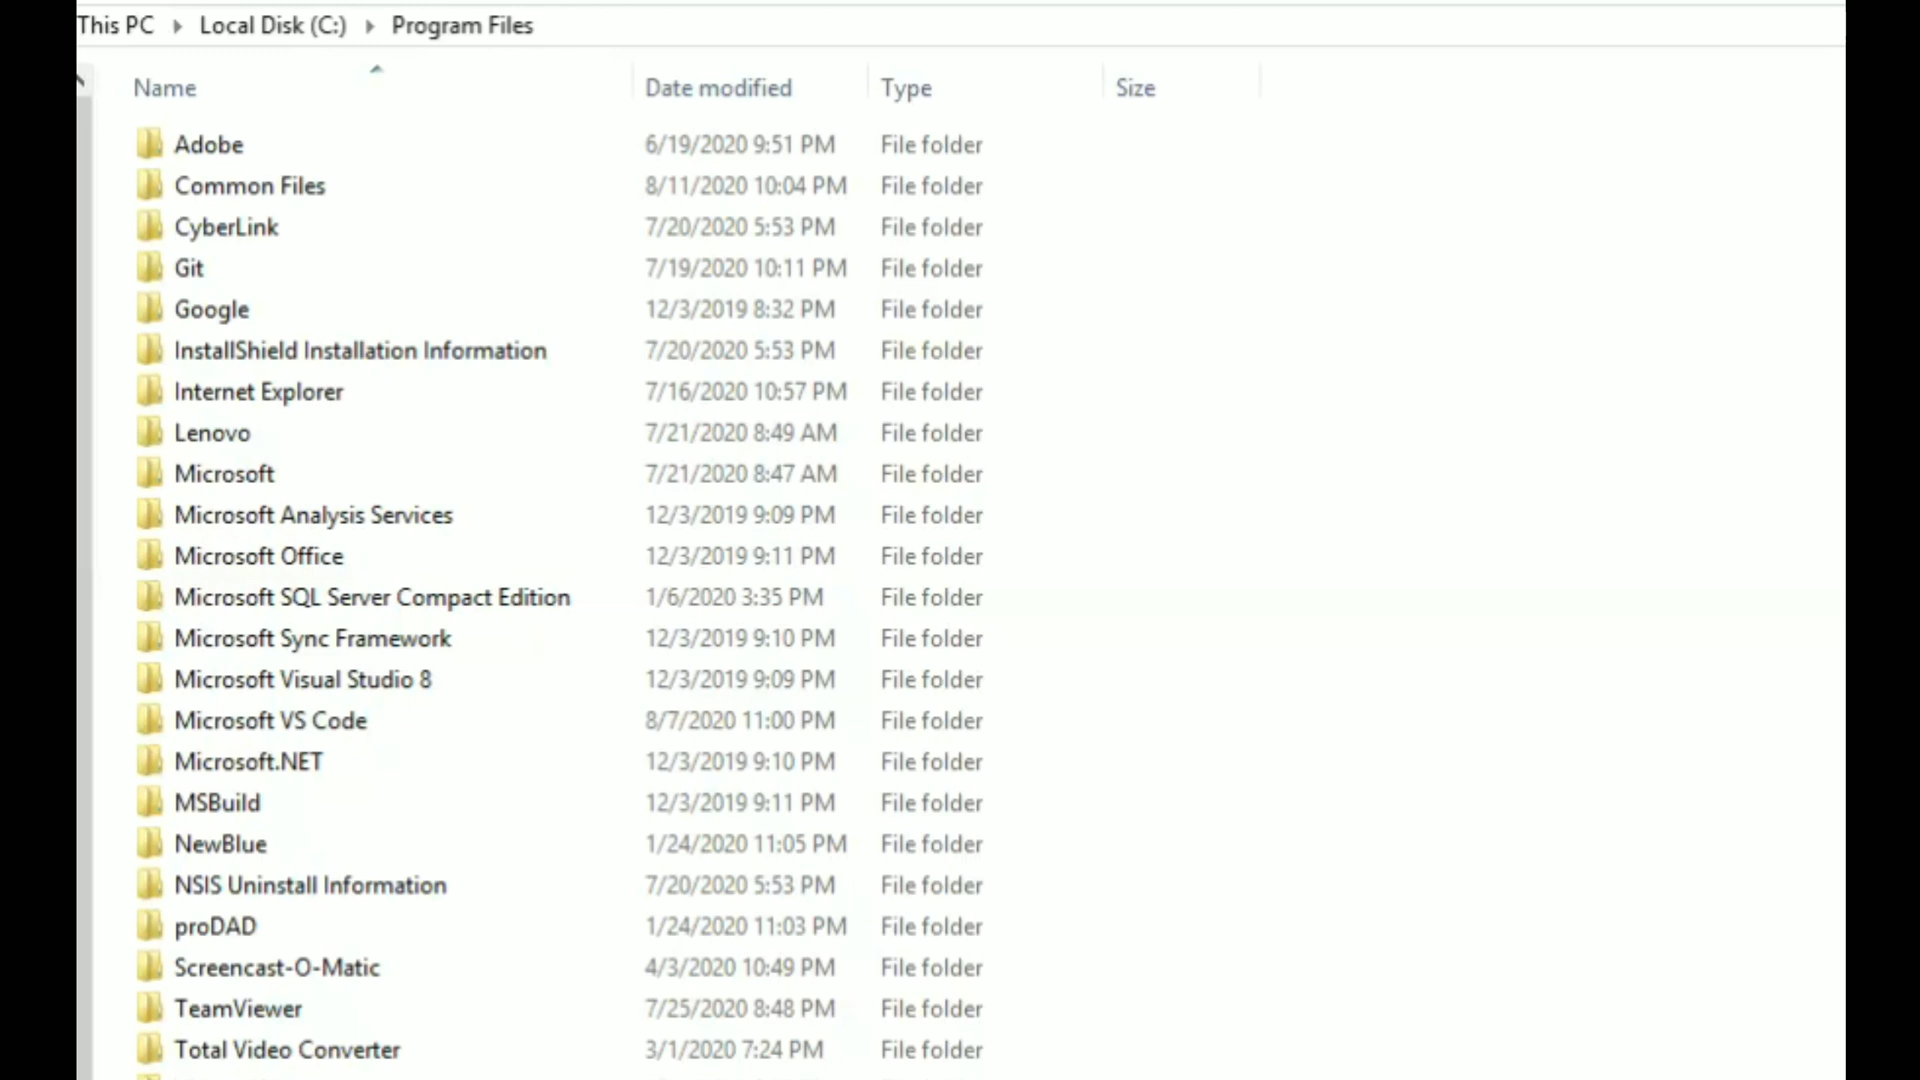 This PC Local Disk (C:) Program Files
Name Date modified Type Size
Adobe 6/19/2020 9:51 PM File folder
Common Files 8/11/2020 10:04 PM File folder
CyberLink 7/20/2020 5:53 PM File folder
Git 7/19/2020 10:11 PM File folder
Google 12/3/2019 8:32 PM File folder
InstallShield Installation Information 7/20/2020 5:53 PM File folder
Internet Explorer 7/16/2020 10:57 PM File folder
Lenovo 7/21/2020 8:49 AM File folder
Microsoft 7/21/2020 8:47 AM File folder
Microsoft Analysis Services 12/3/2019 9:09 PM File folder
Microsoft Office 12/3/2019 9:11 PM File folder
Microsoft SQL Server Compact Edition 1/6/2020 3:35 PM File folder
Microsoft Sync Framework 12/3/2019 9:10 PM File folder
Microsoft Visual Studio 8 12/3/2019 9:09 PM File folder
Microsoft VS Code 8/7/2020 11:00 PM File folder
Microsoft.NET 12/3/2019 9:10 PM File folder
MSBuild 12/3/2019 9:11 PM File folder
NewBlue 1/24/2020 11:05 PM File folder
NSIS Uninstall Information 7/20/2020 5:53 PM File folder
proDAD 1/24/2020 11:03 PM File folder
Screencast-O-Matic 4/3/2020 10:49 PM File folder
TeamViewer 7/25/2020 8:48 PM File folder
Total Video Converter 3/1/2020 7:24 PM File folder